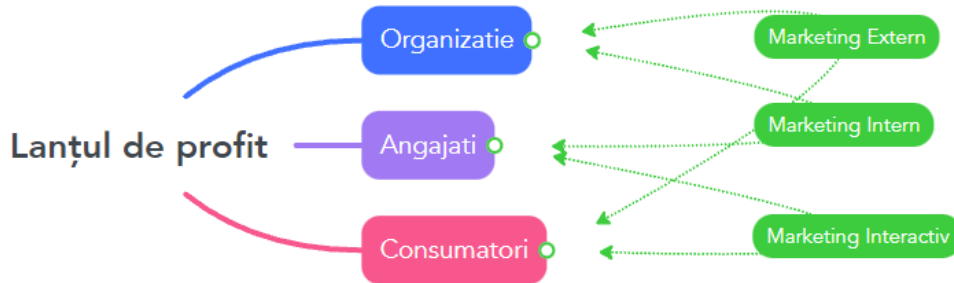 Lanțul de profit
Organizatie
Angajati
Consumatori
Marketing Extern
Marketing Intern
Marketing Interactiv